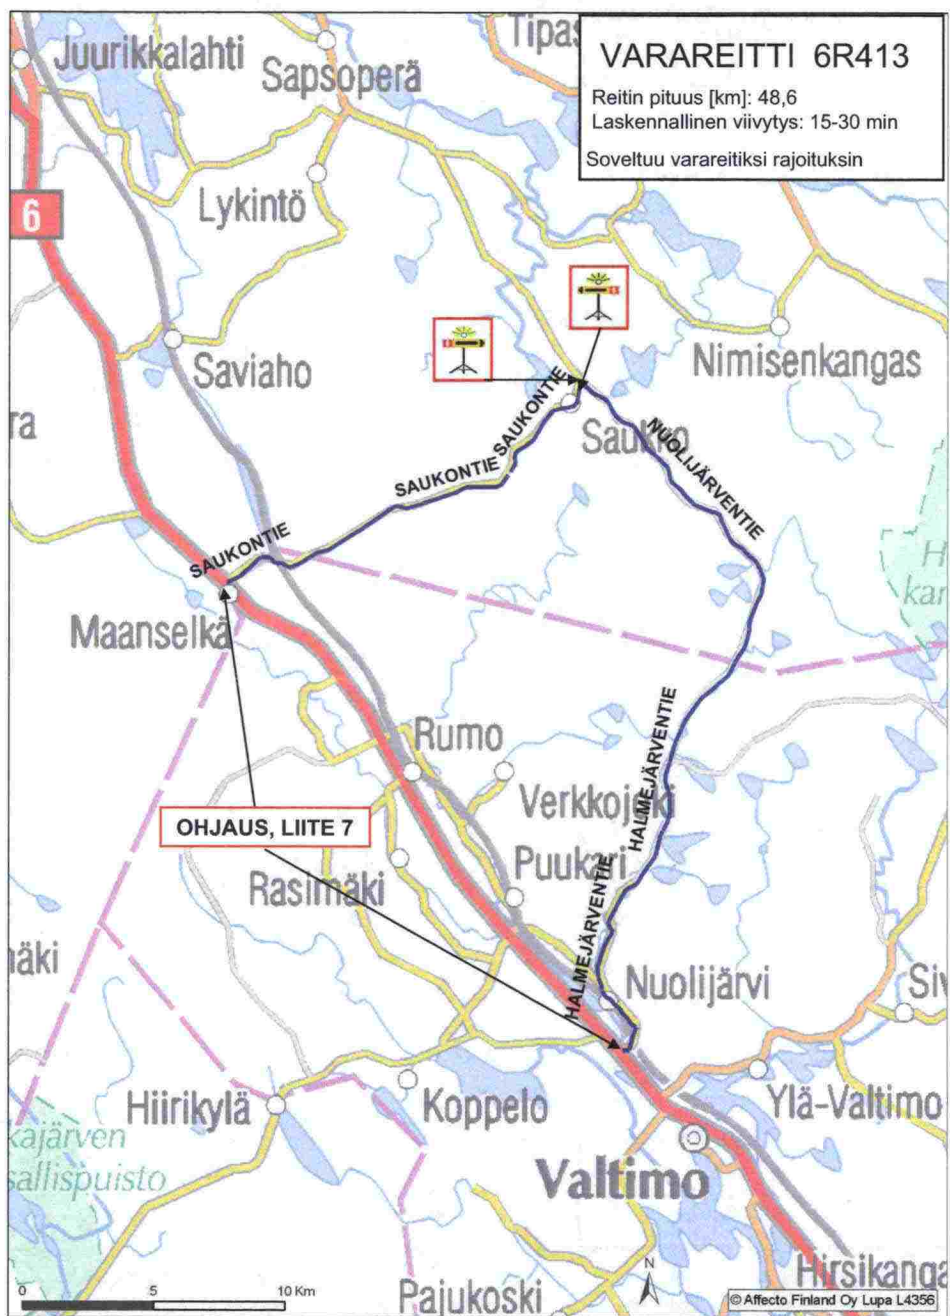 VARAREITTI 6R413
Reitin pituus [km]: 48,6
Laskennallinen viivytys: 15-30 min
Soveltuu varareitiksi rajoituksin
Juurikkalahti
Sapsoperä
Lykintö
6
Saviaho
Nimisenkangas
Saukko
SAUKONTIE
SAUKONTIE
SAUKONTIE
NUOLIJÄRVENTIE
Maanselkä
HALMEJÄRVENTIE
Rumo
Verkkojoki
OHJAUS, LIITE 7
Puukari
Rasimäki
HALMEJÄRVENTIE
Nuolijärvi
Hiirikylä
Koppelo
Ylä-Valtimo
Valtimo
Pajukoski
N
0 5 10 Km
© Affecto Finland Oy Lupa L4356